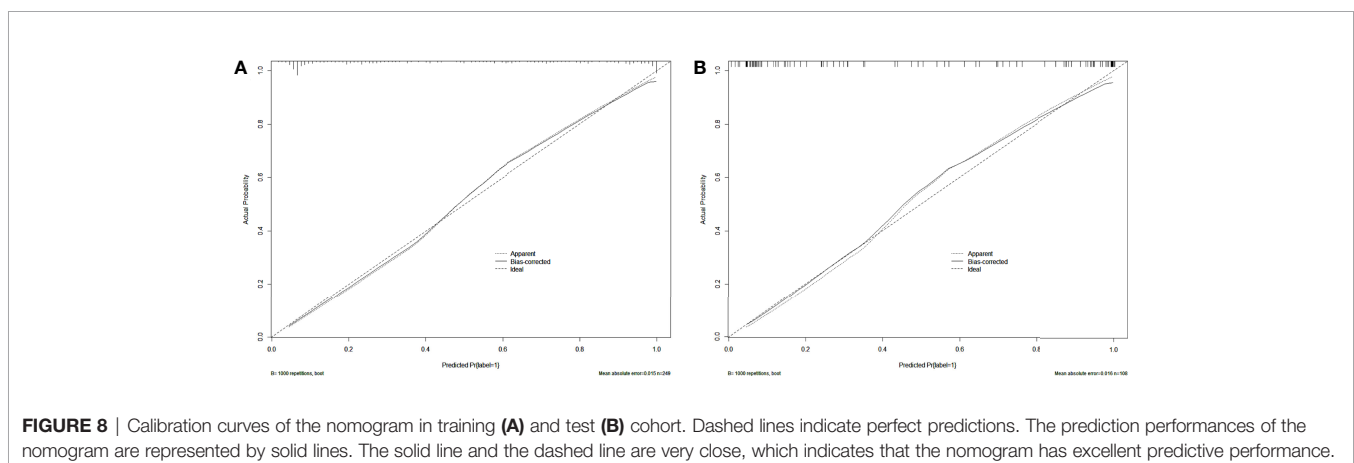 A
1.0
0.8
0.6
0.4
0.2
0.0
Actual Probability
Apparent
Bias-corrected
Ideal
0.0 0.2 0.4 0.6 0.8 1.0
Predicted Pr{label=1}
B= 1000 repetitions, boot
Mean absolute error=0.015 n=249
B
1.0
0.8
0.6
0.4
0.2
0.0
Actual Probability
Apparent
Bias-corrected
Ideal
0.0 0.2 0.4 0.6 0.8 1.0
Predicted Pr{label=1}
B= 1000 repetitions, boot
Mean absolute error=0.016 n=108
FIGURE 8 | Calibration curves of the nomogram in training (A) and test (B) cohort. Dashed lines indicate perfect predictions. The prediction performances of the
nomogram are represented by solid lines. The solid line and the dashed line are very close, which indicates that the nomogram has excellent predictive performance.